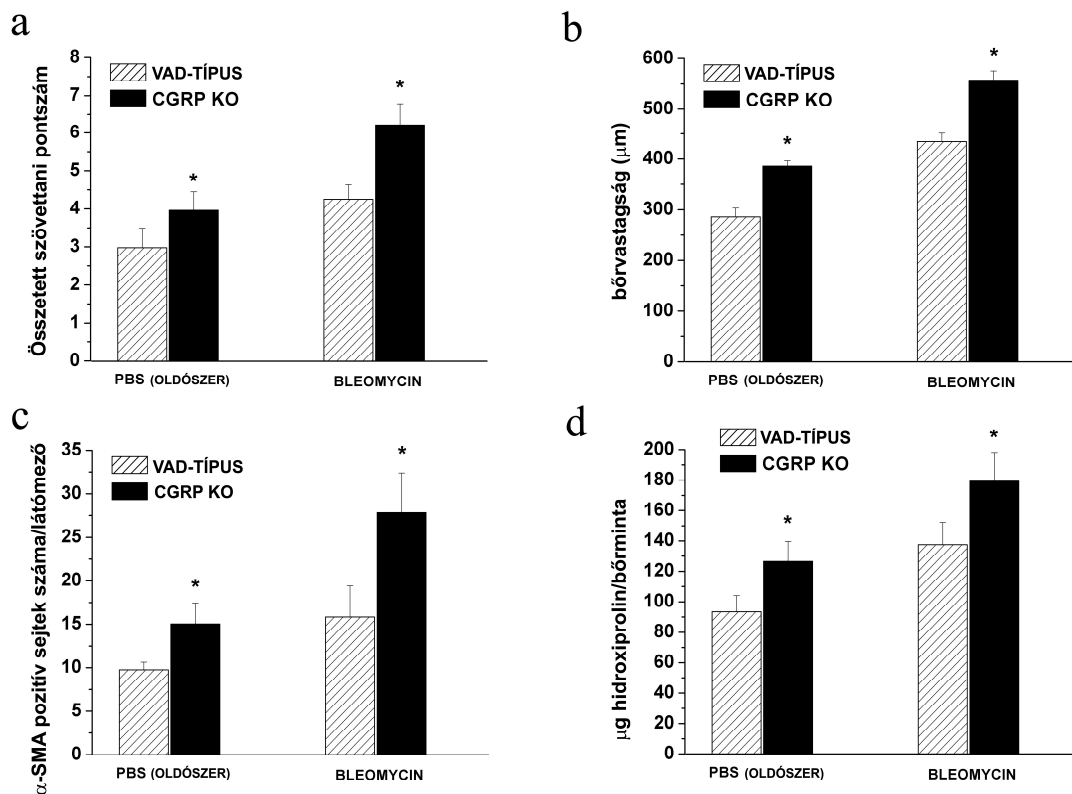 a
Összetett szövettani pontszám
8
7
6
5
4
3
2
1
0
VAD-TÍPUS
CGRP KO
*
*
PBS (OLDÓSZER)
BLEOMYCIN
b
bőrvastagság (µm)
600
500
400
300
200
100
0
VAD-TÍPUS
CGRP KO
*
*
PBS (OLDÓSZER)
BLEOMYCIN
c
α-SMA pozitív sejtek száma/látómező
35
30
25
20
15
10
5
0
VAD-TÍPUS
CGRP KO
*
*
PBS (OLDÓSZER)
BLEOMYCIN
d
µg hidroxiprolin/bőrminta
200
180
160
140
120
100
80
60
40
20
0
VAD-TÍPUS
CGRP KO
*
*
PBS (OLDÓSZER)
BLEOMYCIN